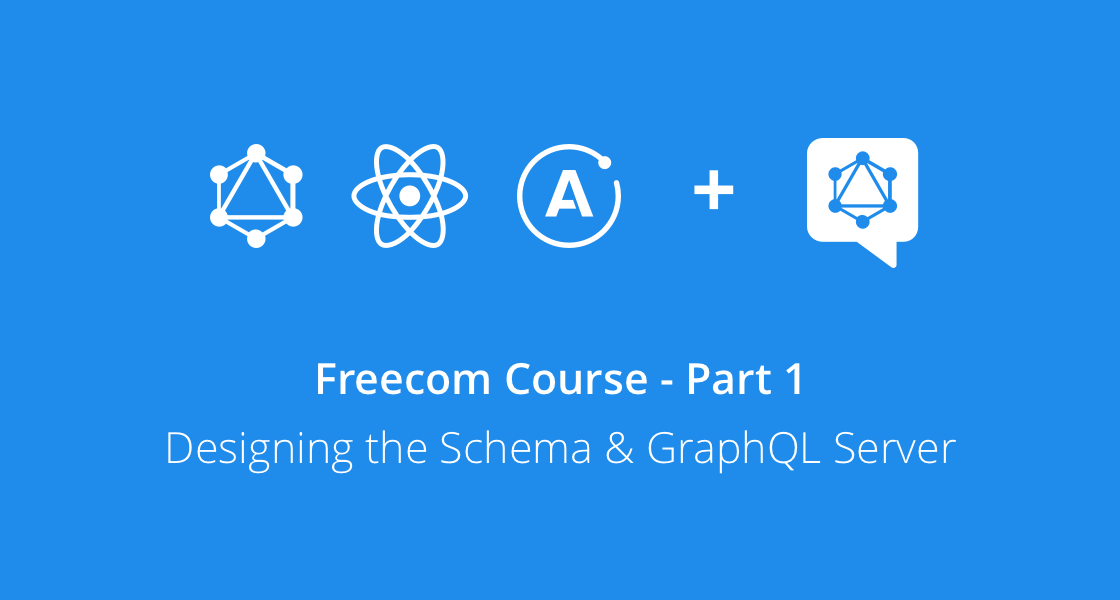 A
+
Freecom Course - Part 1
Designing the Schema & GraphQL Server